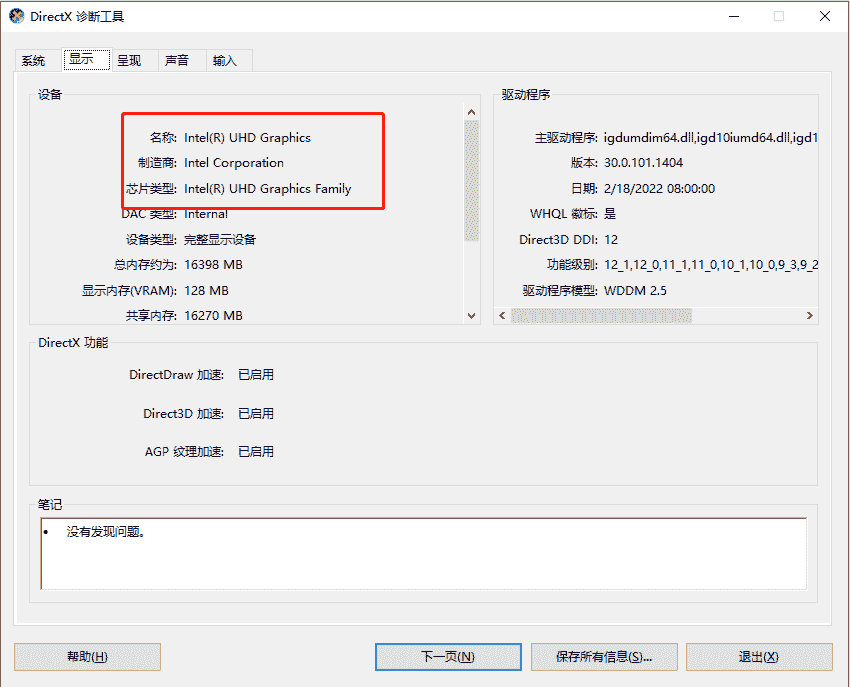 DirectX 诊断工具
系统 显示 呈现 声音 输入
设备
名称: Intel(R) UHD Graphics
制造商: Intel Corporation
芯片类型: Intel(R) UHD Graphics Family
DAC 类型: Internal
设备类型: 完整显示设备
总内存约为: 16398 MB
显示内存(VRAM): 128 MB
共享内存: 16270 MB
驱动程序
主驱动程序: igdumdim64.dll,igd10iumd64.dll,igd1
版本: 30.0.101.1404
日期: 2/18/2022 08:00:00
WHQL 徽标: 是
Direct3D DDI: 12
功能级别: 12_1,12_0,11_1,11_0,10_1,10_0,9_3,9_2
驱动程序模型: WDDM 2.5
DirectX 功能
DirectDraw 加速: 已启用
Direct3D 加速: 已启用
AGP 纹理加速: 已启用
笔记
• 没有发现问题。
帮助(H) 下一页(N) 保存所有信息(S)... 退出(X)